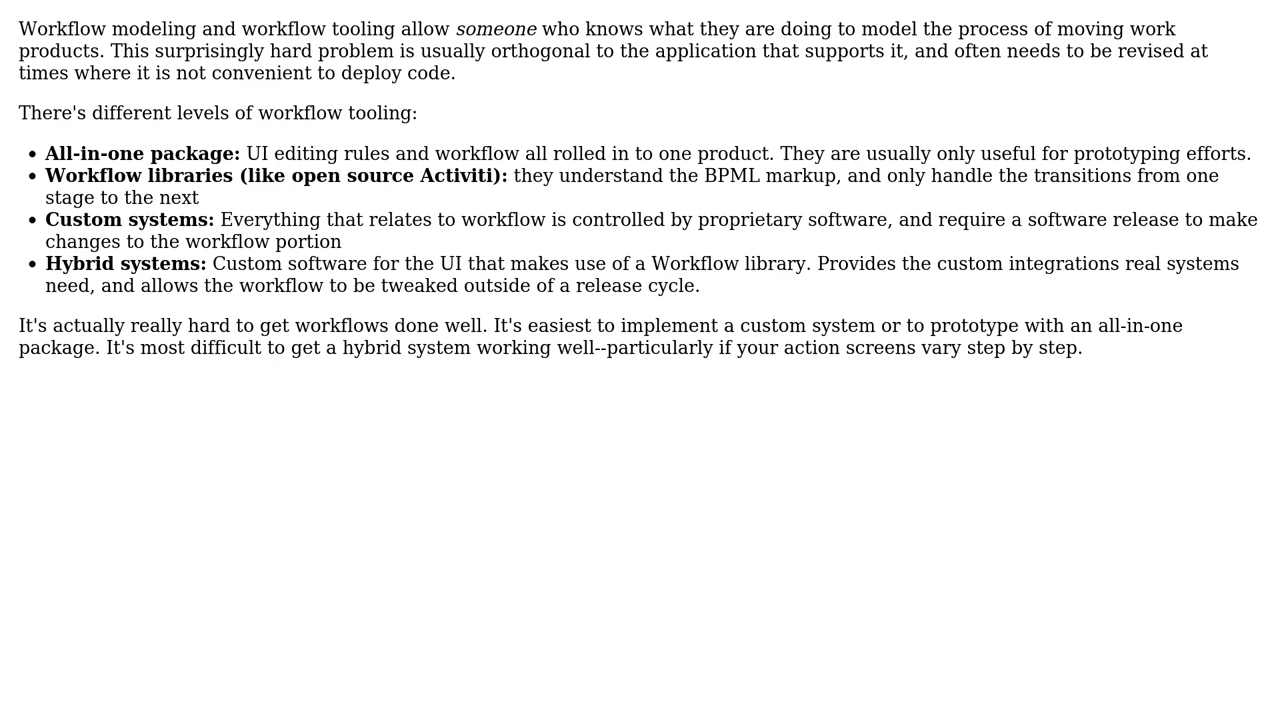 Workflow modeling and workflow tooling allow someone who knows what they are doing to model the process of moving work
products. This surprisingly hard problem is usually orthogonal to the application that supports it, and often needs to be revised at
times where it is not convenient to deploy code.
There's different levels of workflow tooling:
• All-in-one package: UI editing rules and workflow all rolled in to one product. They are usually only useful for prototyping efforts.
• Workflow libraries (like open source Activiti): they understand the BPML markup, and only handle the transitions from one
stage to the next
• Custom systems: Everything that relates to workflow is controlled by proprietary software, and require a software release to make
changes to the workflow portion
• Hybrid systems: Custom software for the UI that makes use of a Workflow library. Provides the custom integrations real systems
need, and allows the workflow to be tweaked outside of a release cycle.
It's actually really hard to get workflows done well. It's easiest to implement a custom system or to prototype with an all-in-one
package. It's most difficult to get a hybrid system working well--particularly if your action screens vary step by step.